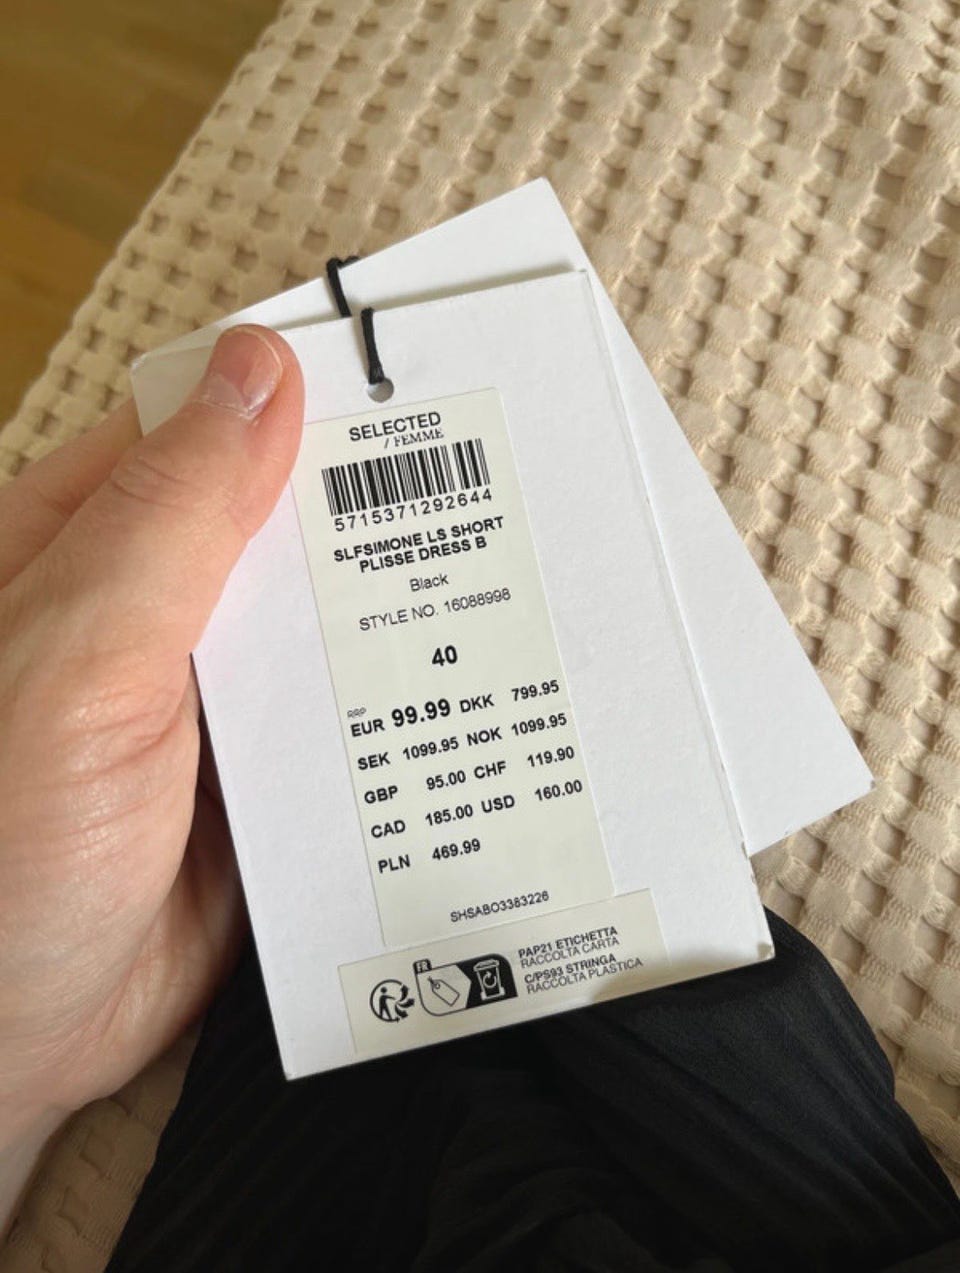 SELECTED
/ FEMME
5715371292644
SLFSIMONE LS SHORT
PLISSE DRESS B
Black
STYLE NO. 16088998
40
RRP
EUR 99.99 DKK 799.95
SEK 1099.95 NOK 1099.95
GBP 95.00 CHF 119.90
CAD 185.00 USD 160.00
PLN 469.99
SHSABO3383226
FR
PAP21 ETICHETTA
RACCOLTA CARTA
C/PS93 STRINGA
RACCOLTA PLASTICA